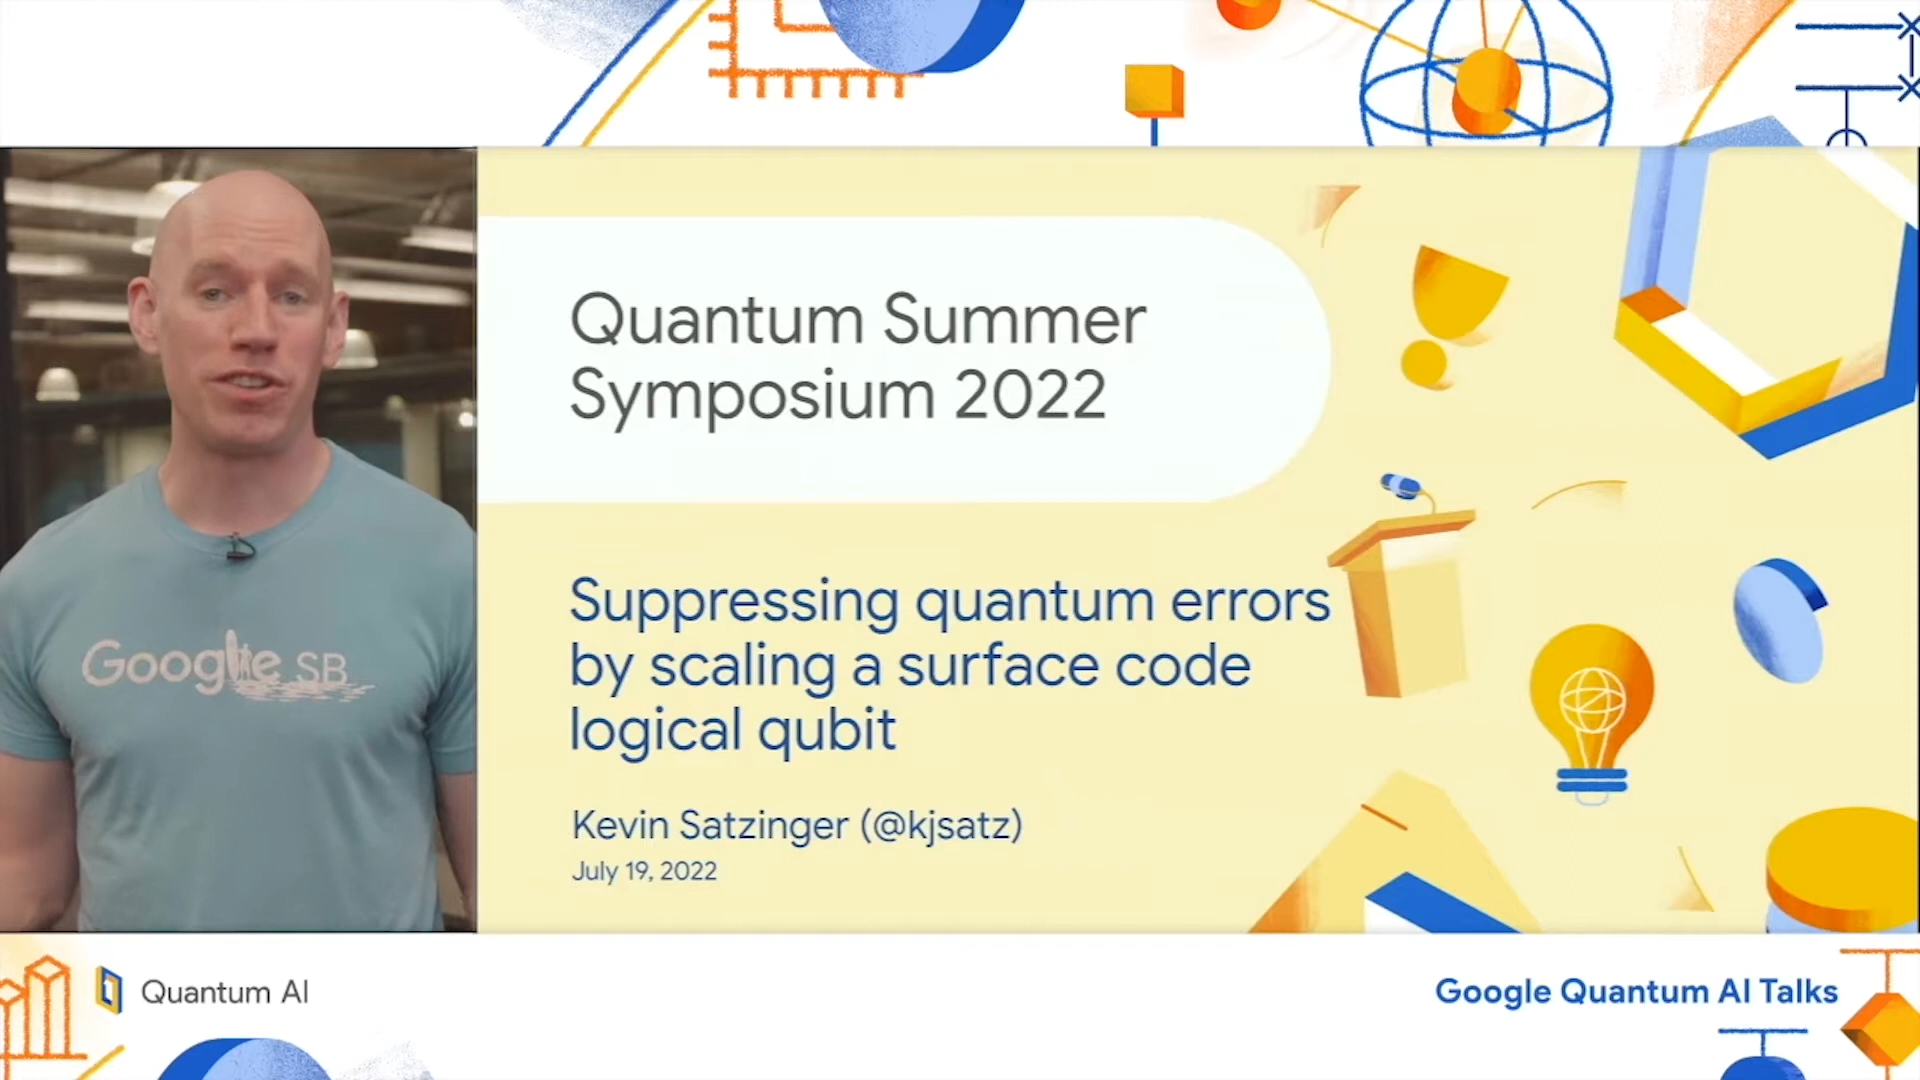 Quantum Summer
Symposium 2022
Suppressing quantum errors
by scaling a surface code
logical qubit
Kevin Satzinger (@kjsatz)
July 19, 2022
Google SB
Quantum AI
Google Quantum AI Talks